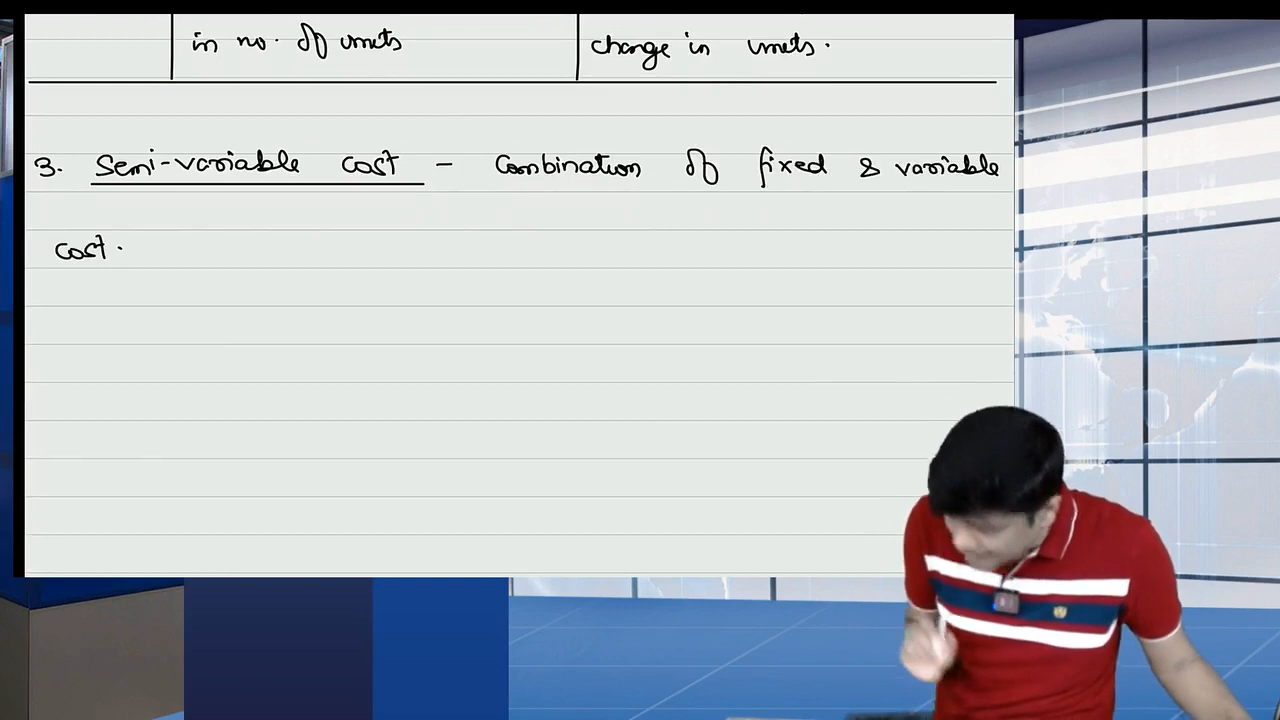 in no. of units
change in units.
3. Semi-variable cost - Combination of fixed & variable
cost.